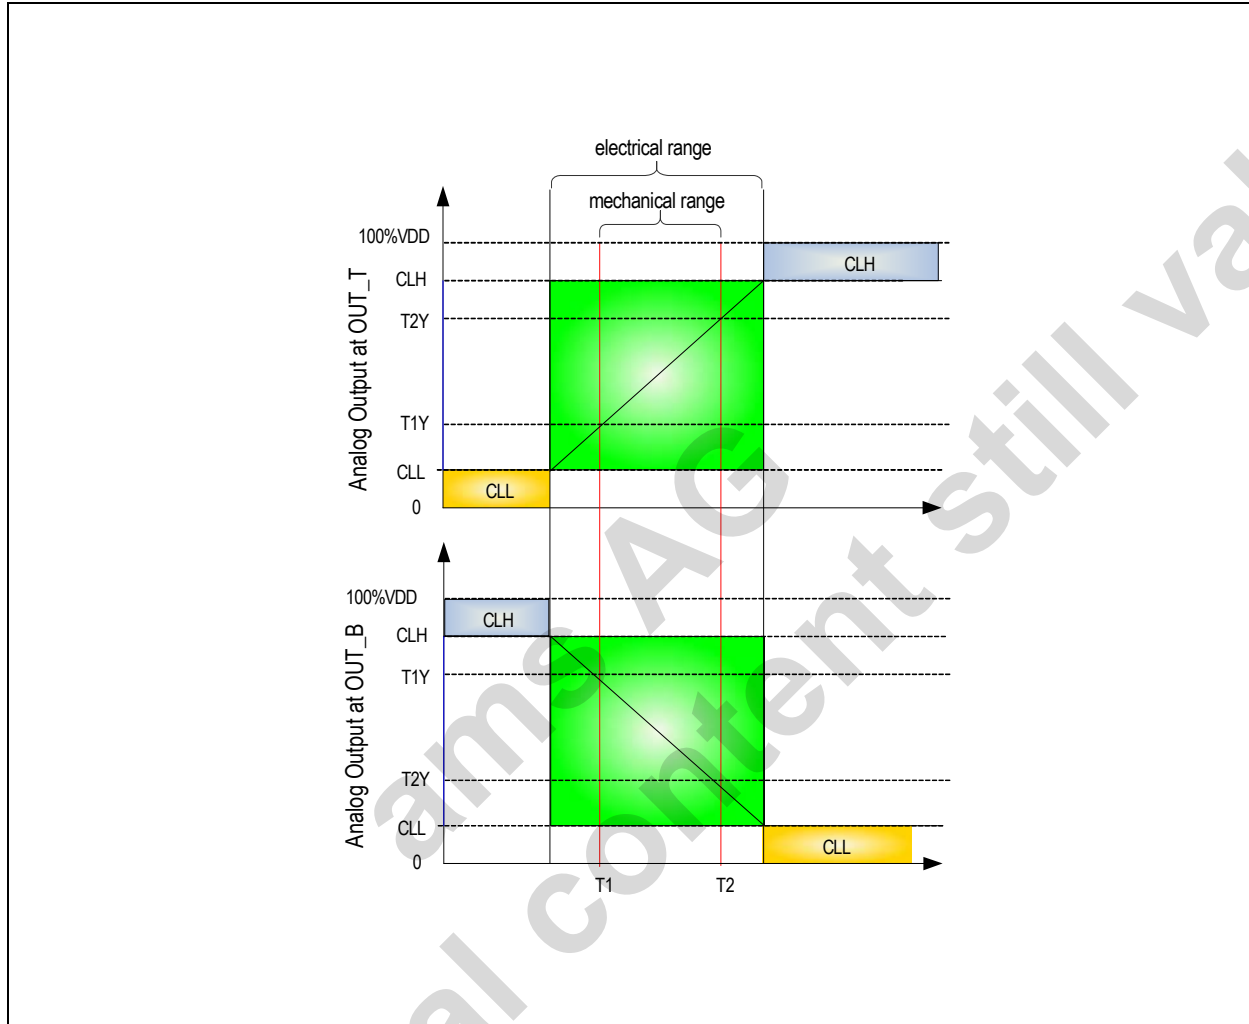 electrical range
mechanical range
Analog Output at OUT_T
100%VDD
CLH
CLH
T2Y
T1Y
CLL
CLL
0
Analog Output at OUT_B
100%VDD
CLH
CLH
T1Y
T2Y
CLL
CLL
0
T1
T2
ams AG
al content still va